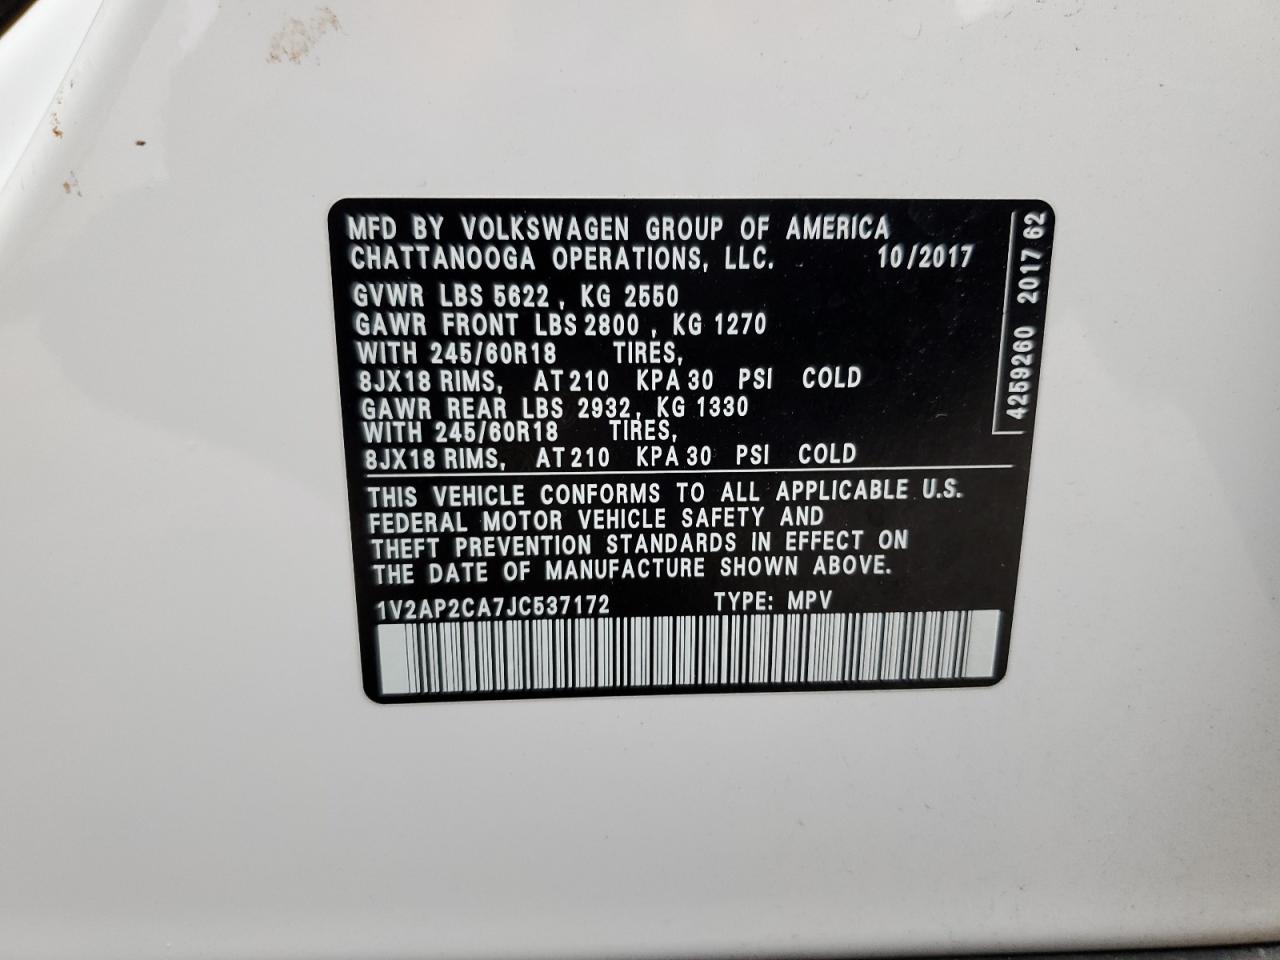 MFD BY VOLKSWAGEN GROUP OF AMERICA
CHATTANOOGA OPERATIONS, LLC. 10/2017
GVWR LBS 5622, KG 2550
GAWR FRONT LBS 2800, KG 1270
WITH 245/60R18 TIRES,
8JX18 RIMS, AT 210 KPA 30 PSI COLD
GAWR REAR LBS 2932, KG 1330
WITH 245/60R18 TIRES,
8JX18 RIMS, AT 210 KPA 30 PSI COLD
THIS VEHICLE CONFORMS TO ALL APPLICABLE U.S.
FEDERAL MOTOR VEHICLE SAFETY AND
THEFT PREVENTION STANDARDS IN EFFECT ON
THE DATE OF MANUFACTURE SHOWN ABOVE.
1V2AP2CA7JC537172 TYPE: MPV
4259260 2017 62